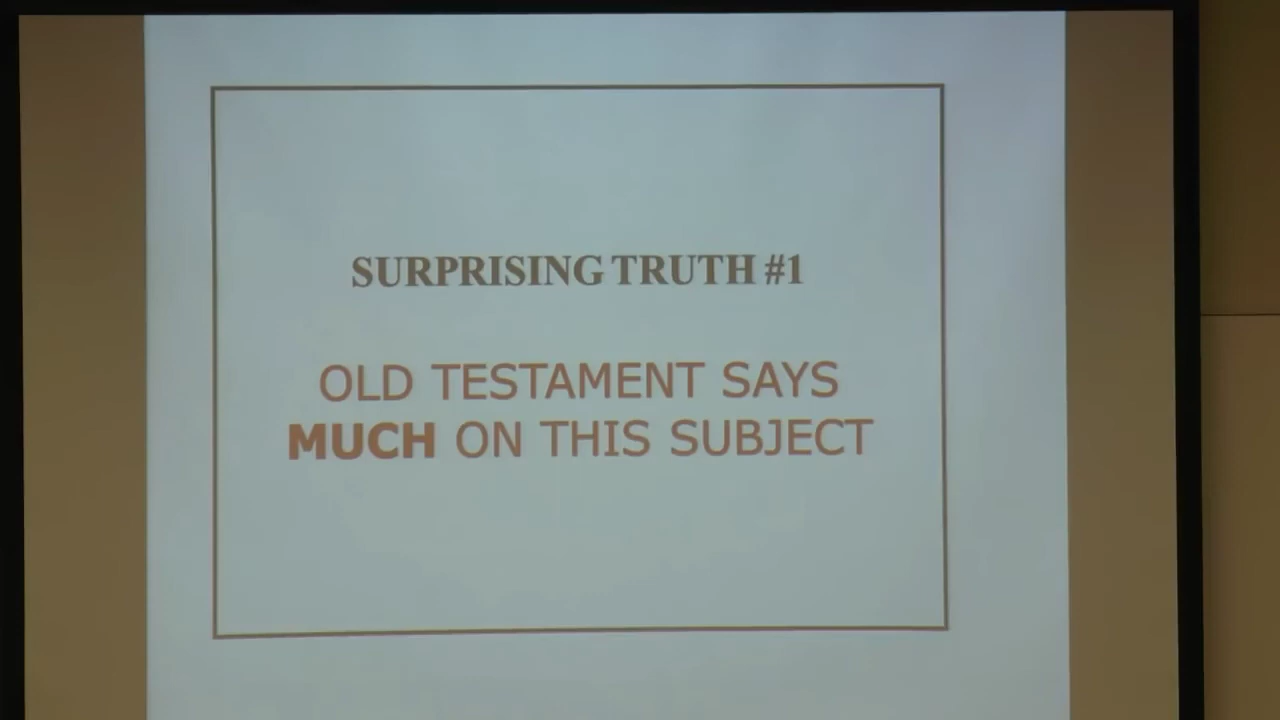 SURPRISING TRUTH #1
OLD TESTAMENT SAYS
MUCH ON THIS SUBJECT